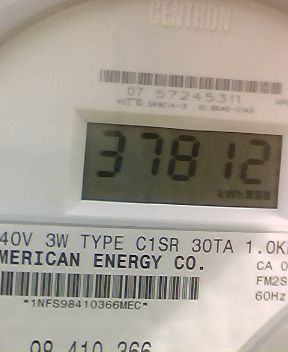 CENTRON
07 57245311
37812
kWh
40V 3W TYPE C1SR 30TA 1.0K
MERICAN ENERGY CO.
CA 0
FM2S
*1NFS98410366MEC*
60Hz
98 410 366